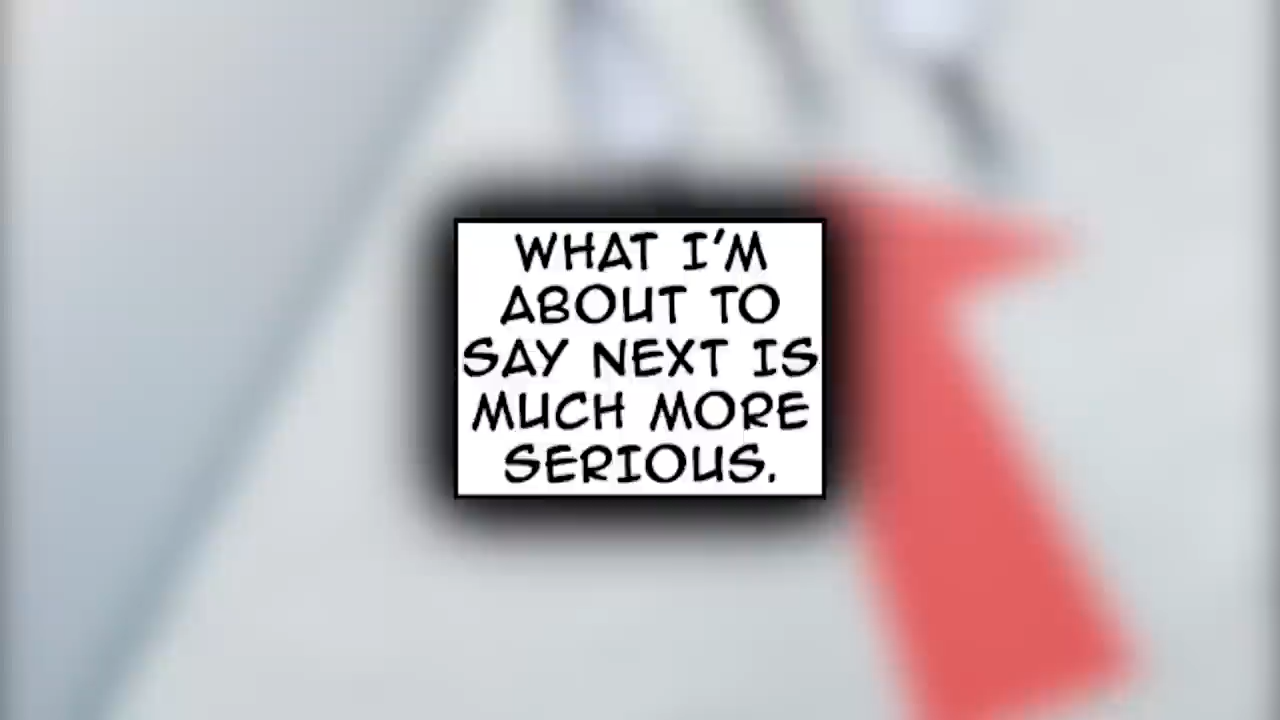 WHAT I'M
ABOUT TO
SAY NEXT IS
MUCH MORE
SERIOUS.